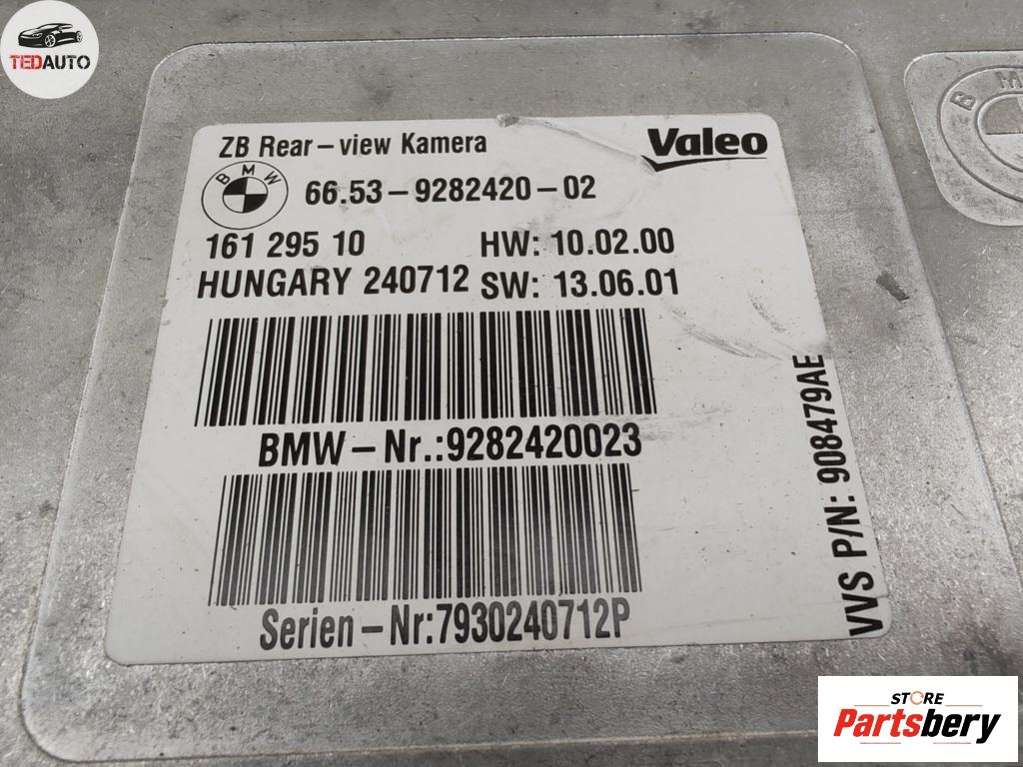 TEDAUTO
ZB Rear-view Kamera
Valeo
BMW
66.53-9282420-02
161 295 10
HW: 10.02.00
HUNGARY 240712
SW: 13.06.01
BMW-Nr.:9282420023
Serien-Nr:7930240712P
VVS P/N: 908479AE
B M
STORE
Partsbery